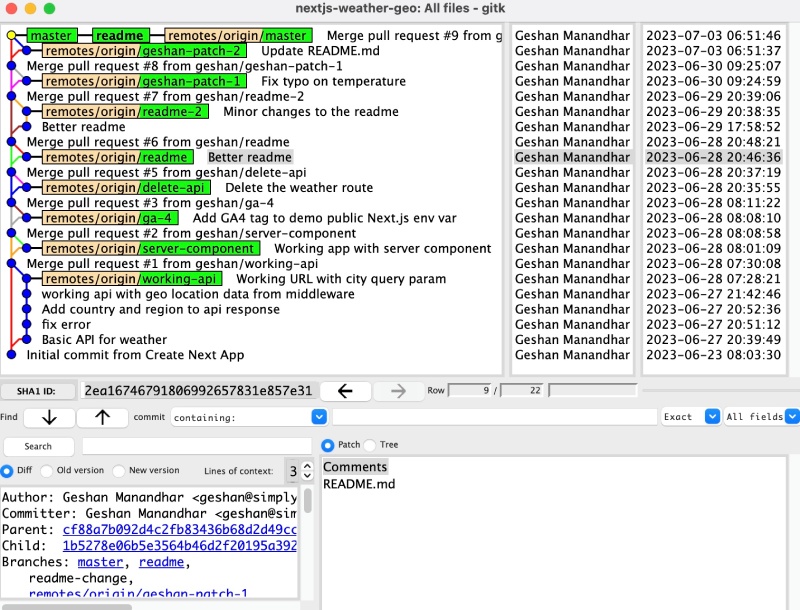 nextjs-weather-geo: All files - gitk
master readme remotes/origin/master Merge pull request #9 from g Geshan Manandhar 2023-07-03 06:51:46
remotes/origin/geshan-patch-2 Update README.md Geshan Manandhar 2023-07-03 06:51:37
Merge pull request #8 from geshan/geshan-patch-1 Geshan Manandhar 2023-06-30 09:25:07
remotes/origin/geshan-patch-1 Fix typo on temperature Geshan Manandhar 2023-06-30 09:24:59
Merge pull request #7 from geshan/readme-2 Geshan Manandhar 2023-06-29 20:39:06
remotes/origin/readme-2 Minor changes to the readme Geshan Manandhar 2023-06-29 20:38:35
Better readme Geshan Manandhar 2023-06-29 17:58:52
Merge pull request #6 from geshan/readme Geshan Manandhar 2023-06-28 20:48:21
remotes/origin/readme Better readme Geshan Manandhar 2023-06-28 20:46:36
Merge pull request #5 from geshan/delete-api Geshan Manandhar 2023-06-28 20:37:19
remotes/origin/delete-api Delete the weather route Geshan Manandhar 2023-06-28 20:35:55
Merge pull request #3 from geshan/ga-4 Geshan Manandhar 2023-06-28 08:11:22
remotes/origin/ga-4 Add GA4 tag to demo public Next.js env var Geshan Manandhar 2023-06-28 08:08:10
Merge pull request #2 from geshan/server-component Geshan Manandhar 2023-06-28 08:08:58
remotes/origin/server-component Working app with server component Geshan Manandhar 2023-06-28 08:01:09
Merge pull request #1 from geshan/working-api Geshan Manandhar 2023-06-28 07:30:08
remotes/origin/working-api Working URL with city query param Geshan Manandhar 2023-06-28 07:28:21
working api with geo location data from middleware Geshan Manandhar 2023-06-27 21:42:46
Add country and region to api response Geshan Manandhar 2023-06-27 20:52:36
fix error Geshan Manandhar 2023-06-27 20:51:12
Basic API for weather Geshan Manandhar 2023-06-27 20:39:49
Initial commit from Create Next App Geshan Manandhar 2023-06-23 08:03:30
SHA1 ID: 2ea16746791806992657831e857e31 Row 9 / 22
Find commit containing: Exact All fields
Search Patch Tree
Diff Old version New version Lines of context: 3
Comments
README.md
Author: Geshan Manandhar <geshan@simply
Committer: Geshan Manandhar <geshan@sim
Parent: cf88a7b092d4c2fb83436b68d2d49cc
Child: 1b5278e06b5e3564b46d2f20195a392
Branches: master, readme,
readme-change,
remotes/origin/geshan-patch-1